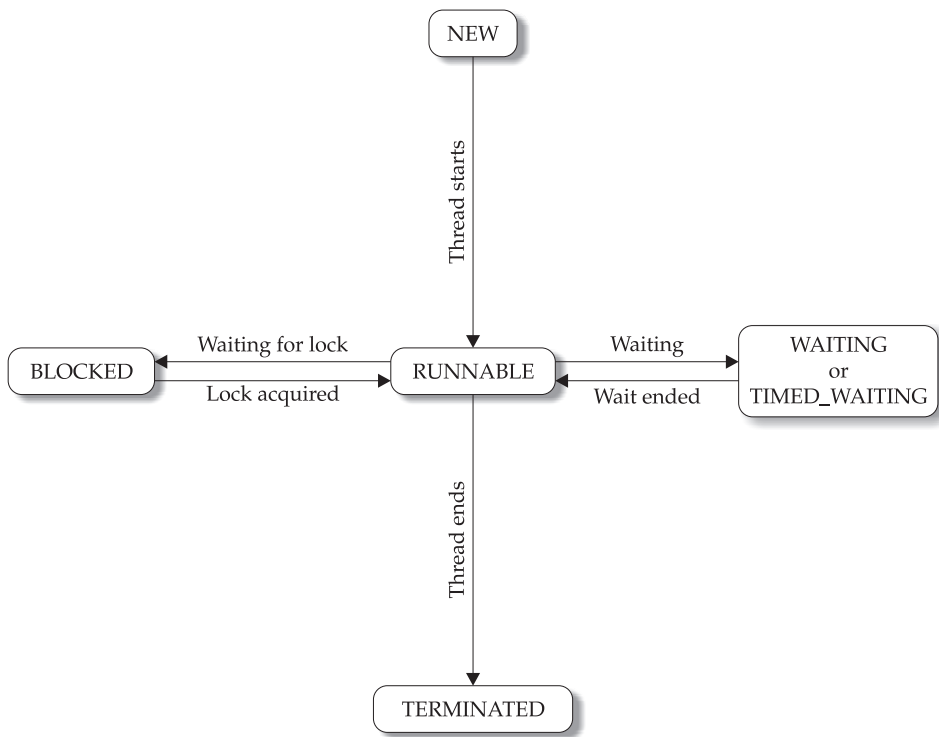 NEW
Thread starts
Waiting for lock
Waiting
BLOCKED
RUNNABLE
WAITING
or
TIMED_WAITING
Lock acquired
Wait ended
Thread ends
TERMINATED